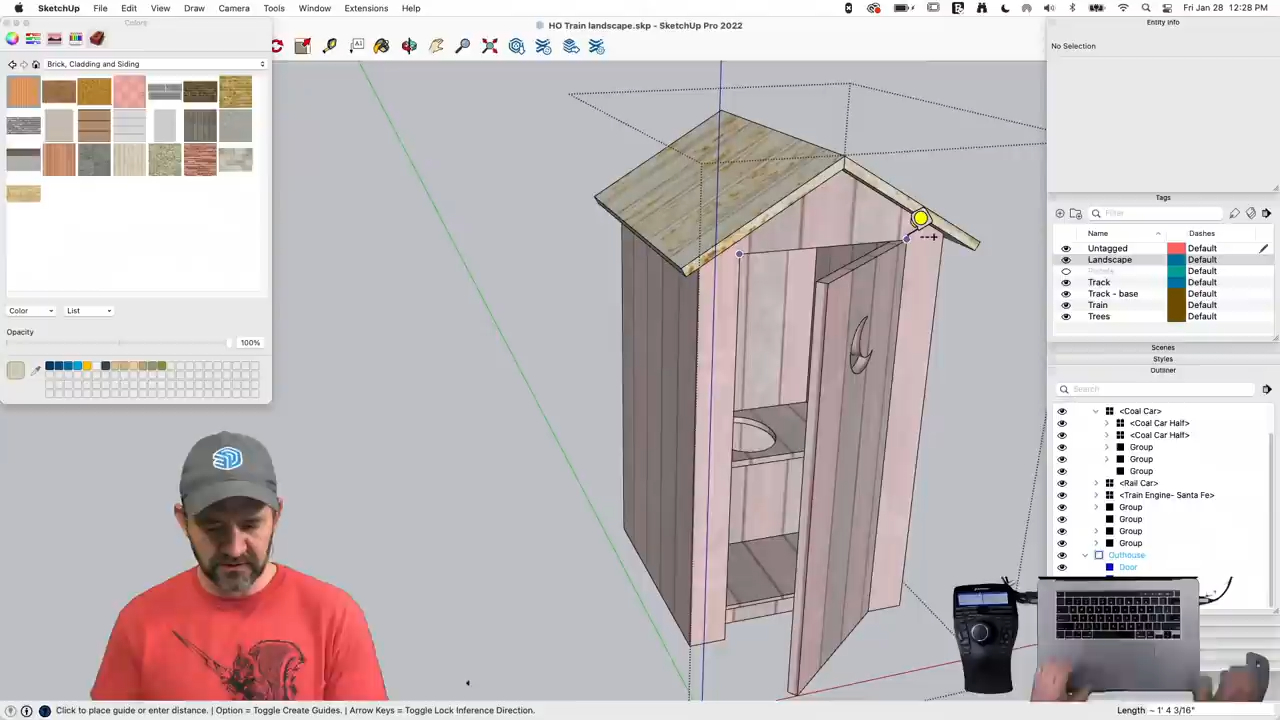 SketchUp File Edit View Draw Camera Tools Window Extensions Help
Fri Jan 28 12:28 PM
Colors
HO Train landscape.skp - SketchUp Pro 2022
Entity Info
No Selection
Brick, Cladding and Siding
Tags
Filter
Name Dashes
Untagged Default
Landscape Default
Default
Track Default
Track - base Default
Train Default
Trees Default
Color List
Opacity
100%
Scenes
Styles
Outliner
Search
<Coal Car>
<Coal Car Half>
<Coal Car Half>
Group
Group
Group
<Rail Car>
<Train Engine- Santa Fe>
Group
Group
Group
Group
Outhouse
Door
Click to place guide or enter distance. | Option = Toggle Create Guides. | Arrow Keys = Toggle Lock Inference Direction.
Length ~ 1' 4 3/16"